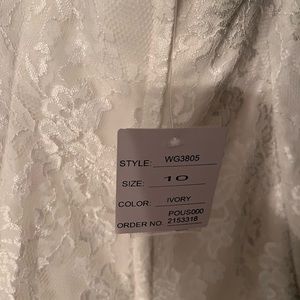 STYLE: WG3805
SIZE: 10
COLOR: IVORY
POUS000
ORDER NO. 2153318